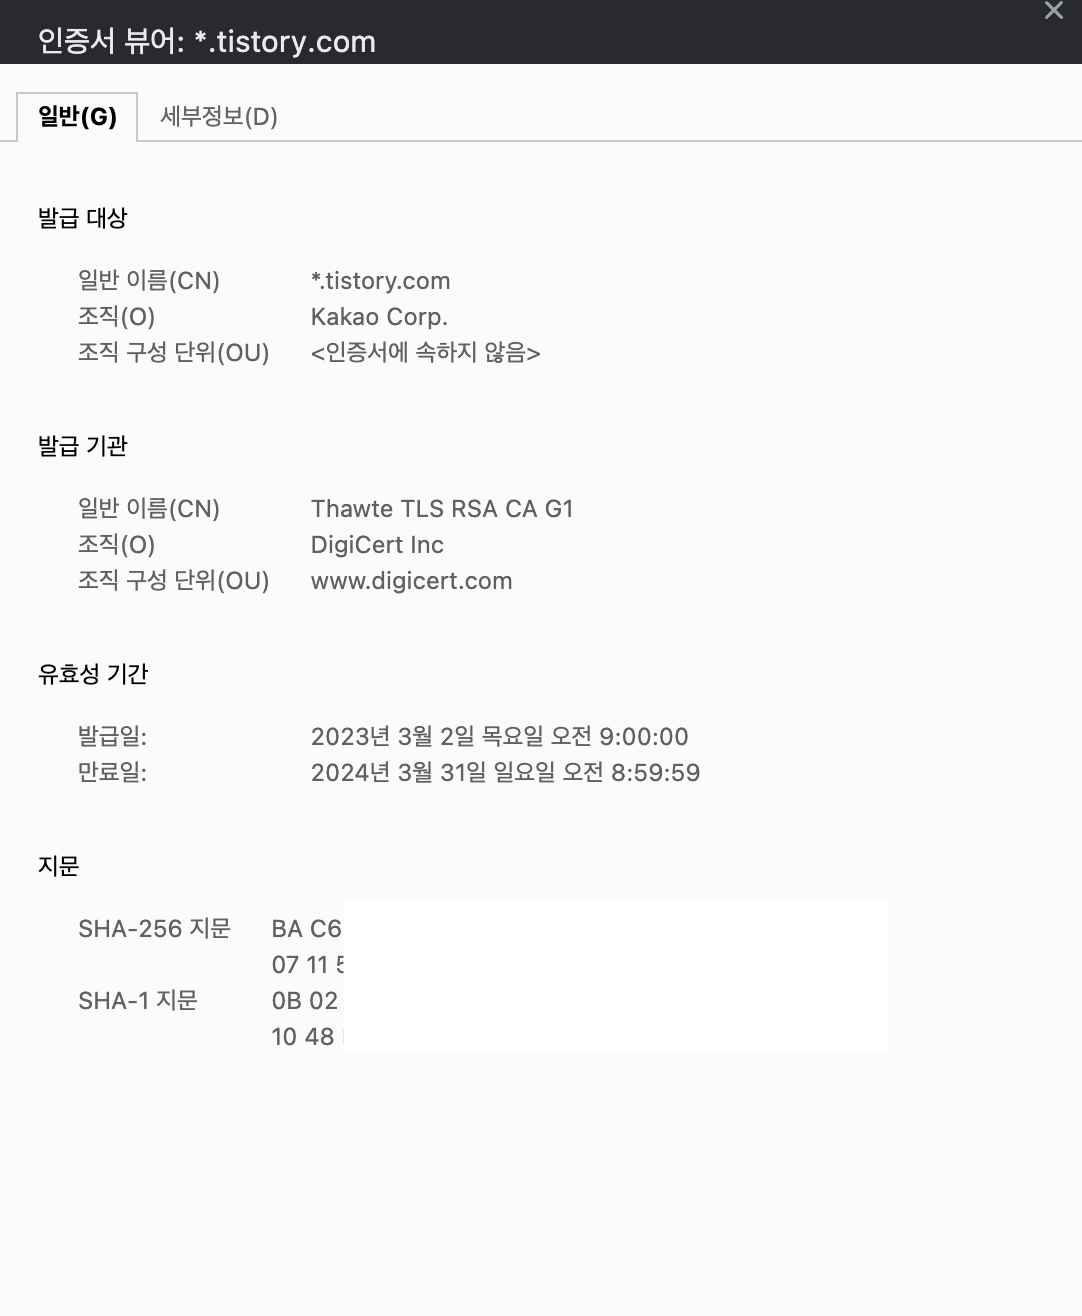 인증서 뷰어: *.tistory.com
일반(G) 세부정보(D)
발급 대상
일반 이름(CN) *.tistory.com
조직(O) Kakao Corp.
조직 구성 단위(OU) <인증서에 속하지 않음>
발급 기관
일반 이름(CN) Thawte TLS RSA CA G1
조직(O) DigiCert Inc
조직 구성 단위(OU) www.digicert.com
유효성 기간
발급일: 2023년 3월 2일 목요일 오전 9:00:00
만료일: 2024년 3월 31일 일요일 오전 8:59:59
지문
SHA-256 지문 BA C6
07 11
SHA-1 지문 0B 02
10 48